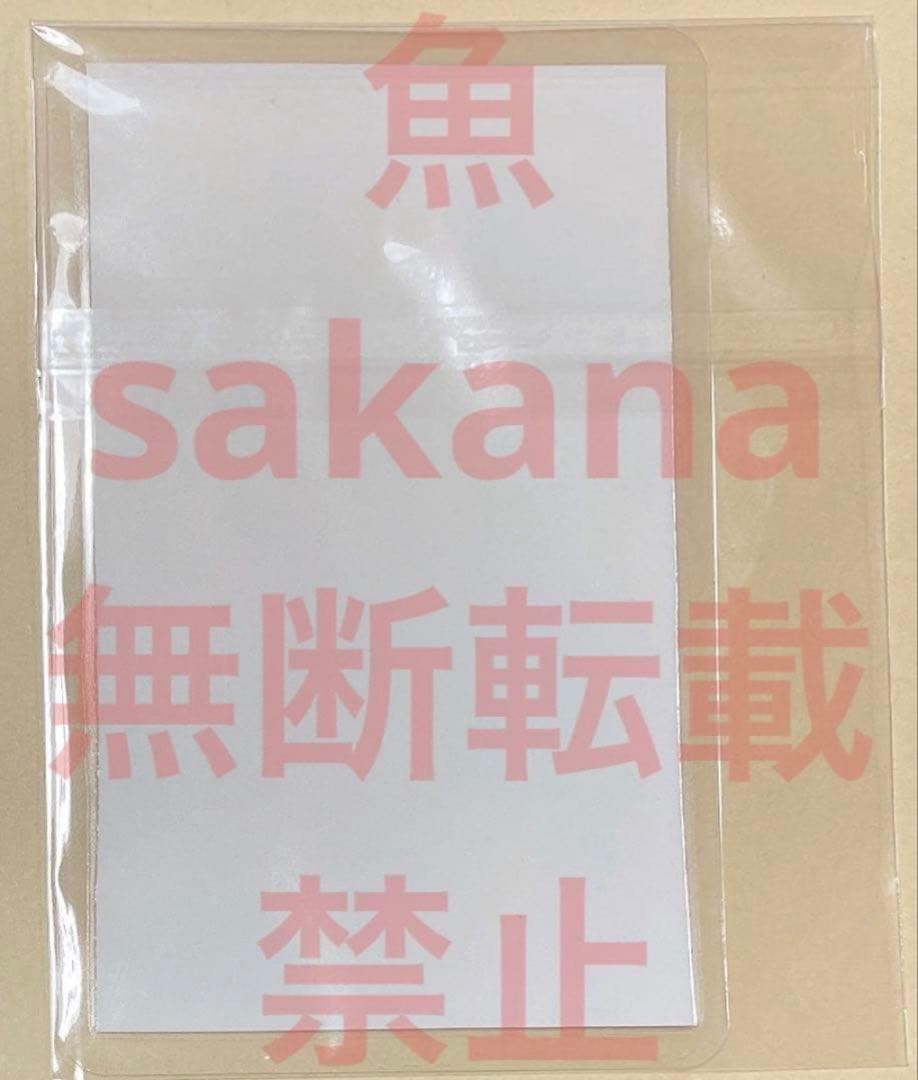 魚
sakana
無断転載
禁止